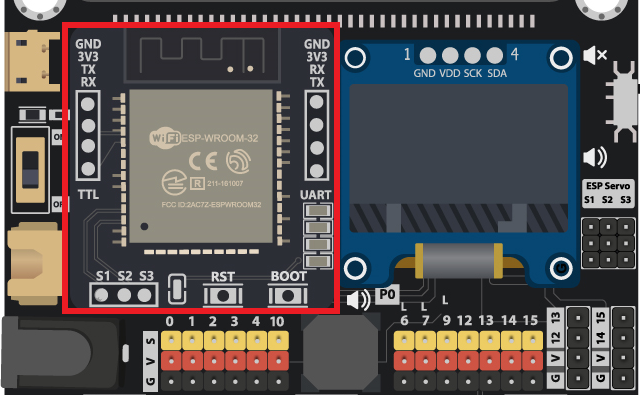 GND
3V3
TX
RX
TTL
GND
3V3
RX
TX
UART
WiFi ESP-WROOM-32
CE
R 211-161007
FCC ID:2AC7Z-ESPWROOM32
S1 S2 S3
RST
BOOT
1 4
GND VDD SCK SDA
ESP Servo
S1 S2 S3
P0
L L L
0 1 2 3 4 10
S
V
G
6 7 9 12 13 14 15
13
12
V
G
15
14
V
G